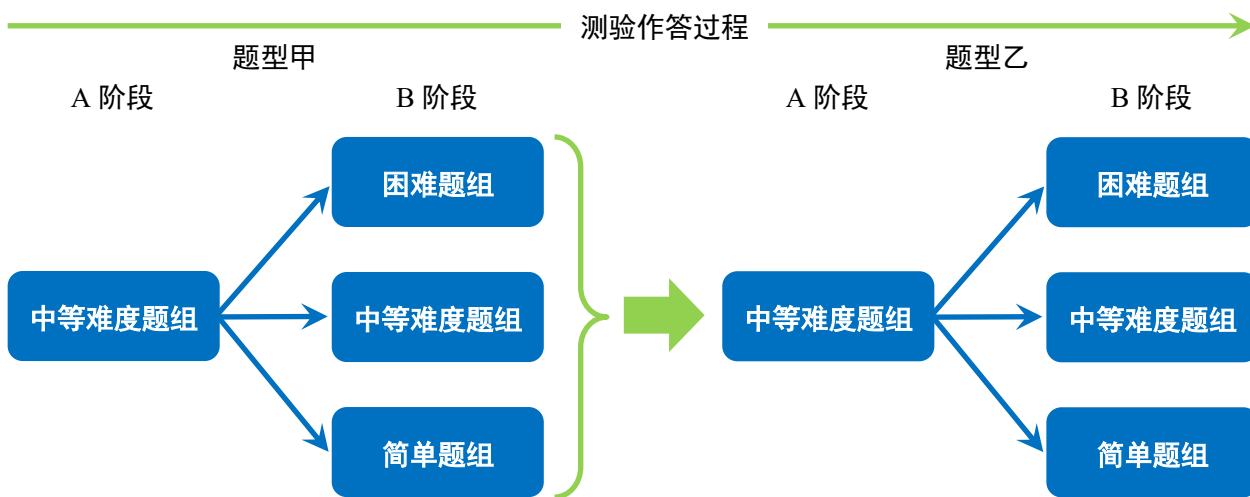 测验作答过程
题型甲
题型乙
A 阶段
B 阶段
A 阶段
B 阶段
困难题组
困难题组
中等难度题组
中等难度题组
中等难度题组
中等难度题组
简单题组
简单题组